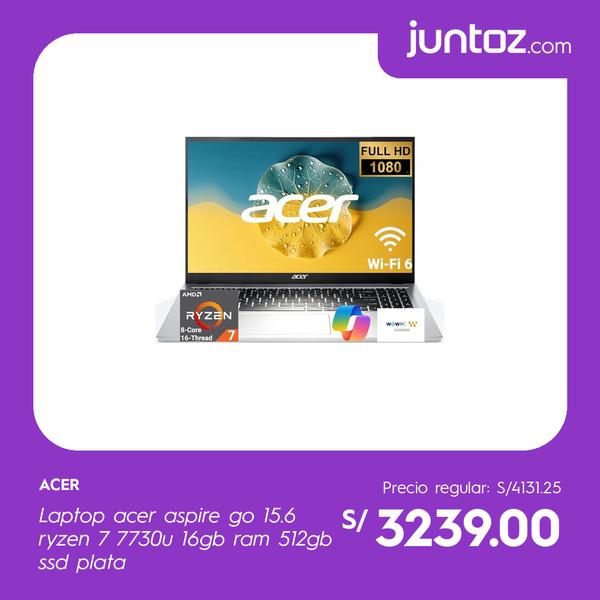 juntoz.com
FULL HD
1080
acer
Wi-Fi 6
acer
AMD
RYZEN
8-Core
16-Thread
7
WOWPC W
ACER
Precio regular: S/4131.25
Laptop acer aspire go 15.6
ryzen 7 7730u 16gb ram 512gb
ssd plata
S/ 3239.00